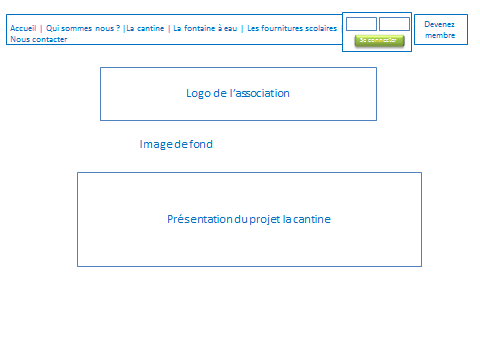 Accueil | Qui sommes nous ? |La cantine | La fontaine à eau | Les fournitures scolaires
Nous contacter
Se connecter
Devenez
membre
Logo de l'association
Image de fond
Présentation du projet la cantine